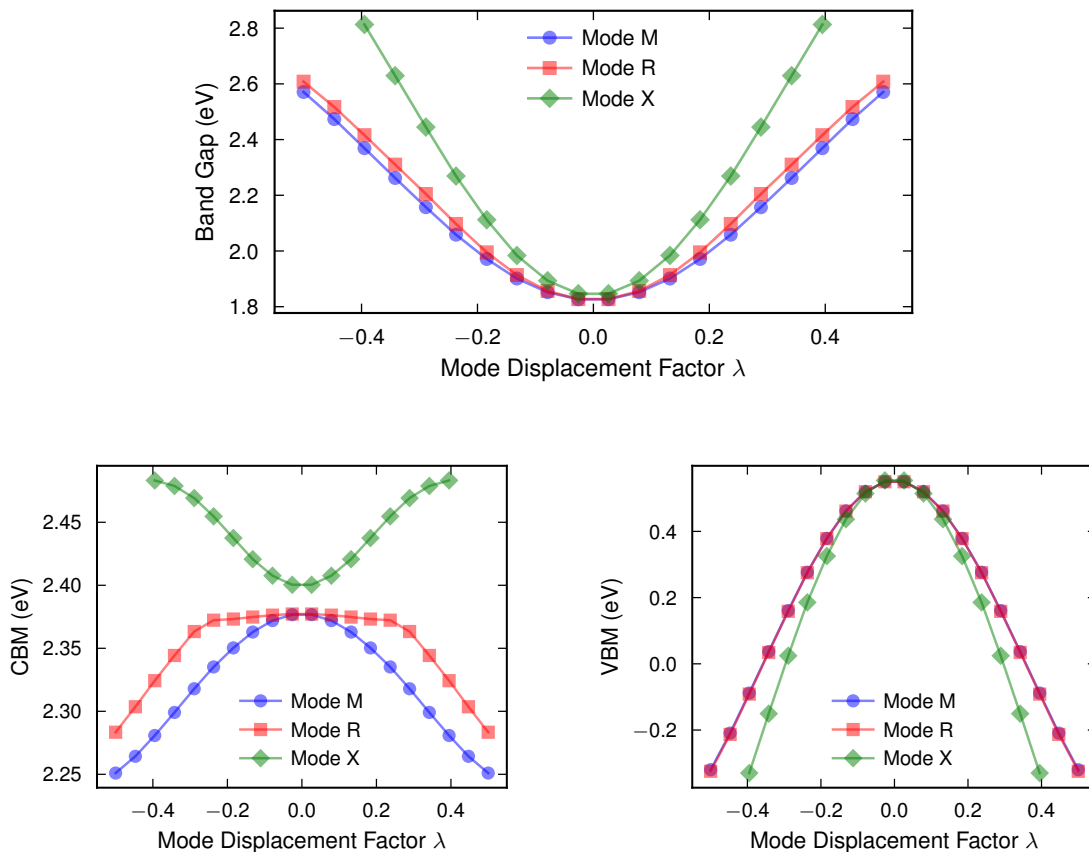 2.8
2.6
2.4
2.2
2.0
1.8
Band Gap (eV)
Mode M
Mode R
Mode X
−0.4 −0.2 0.0 0.2 0.4
Mode Displacement Factor λ
2.45
2.40
2.35
2.30
2.25
CBM (eV)
Mode M
Mode R
Mode X
−0.4 −0.2 0.0 0.2 0.4
Mode Displacement Factor λ
0.4
0.2
0.0
−0.2
VBM (eV)
Mode M
Mode R
Mode X
−0.4 −0.2 0.0 0.2 0.4
Mode Displacement Factor λ